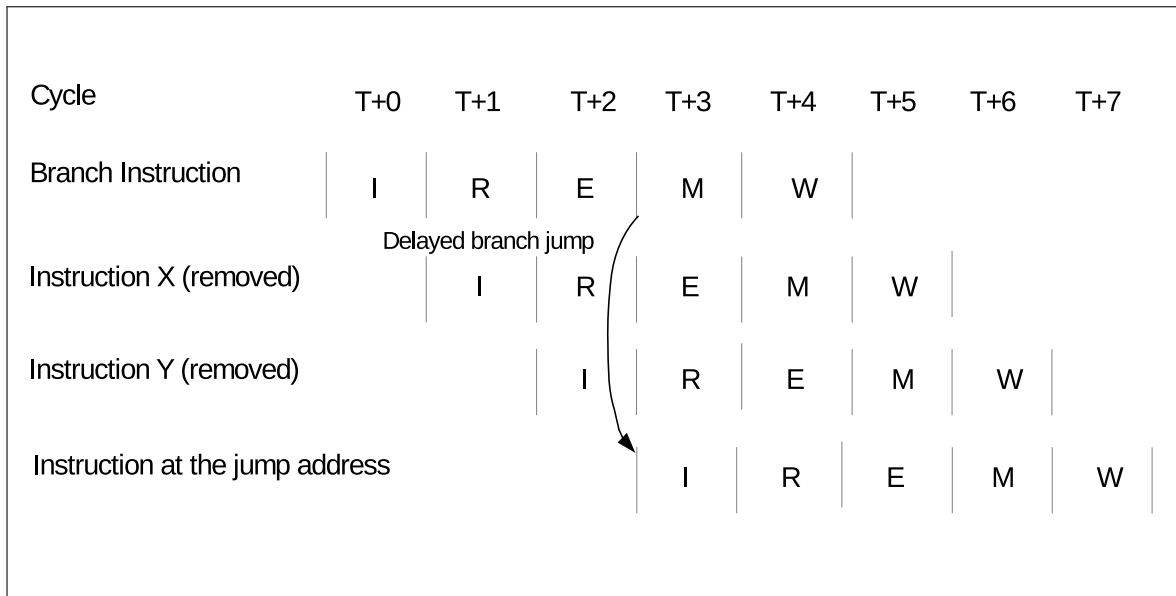 Cycle T+0 T+1 T+2 T+3 T+4 T+5 T+6 T+7
Branch Instruction I R E M W
Delayed branch jump
Instruction X (removed) I R E M W
Instruction Y (removed) I R E M W
Instruction at the jump address I R E M W